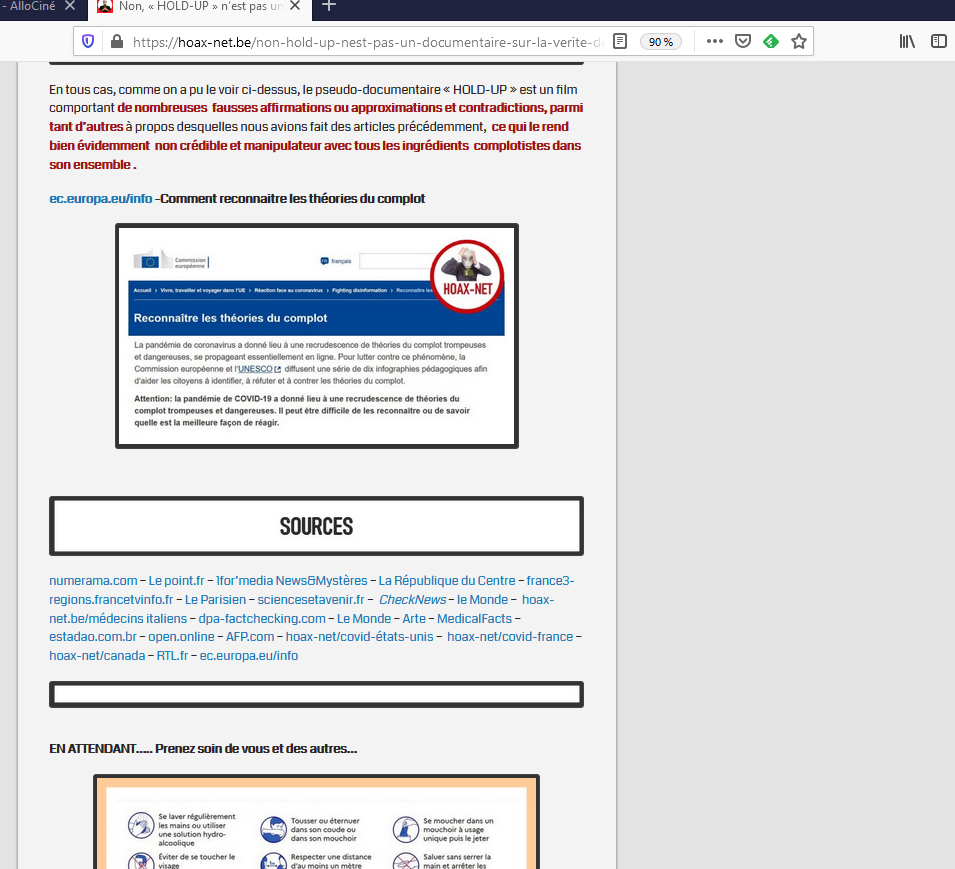 - AlloCiné
Non, « HOLD-UP » n'est pas un
https://hoax-net.be/non-hold-up-nest-pas-un-documentaire-sur-la-verite-d
90 %
En tous cas, comme on a pu le voir ci-dessus, le pseudo-documentaire « HOLD-UP » est un film
comportant de nombreuses fausses affirmations ou approximations et contradictions, parmi
tant d'autres à propos desquelles nous avions fait des articles précédemment, ce qui le rend
bien évidemment non crédible et manipulateur avec tous les ingrédients complotistes dans
son ensemble .
ec.europa.eu/info -Comment reconnaitre les théories du complot
Commission
européenne
français
HOAX-NET
Accueil > Vivre, travailler et voyager dans l'UE > Réaction face au coronavirus > Fighting disinformation > Reconnaître les
Reconnaître les théories du complot
La pandémie de coronavirus a donné lieu à une recrudescence de théories du complot trompeuses
et dangereuses, se propageant essentiellement en ligne. Pour lutter contre ce phénomène, la
Commission européenne et l'UNESCO diffusent une série de dix infographies pédagogiques afin
d'aider les citoyens à identifier, à réfuter et à contrer les théories du complot.
Attention: la pandémie de COVID-19 a donné lieu à une recrudescence de théories du
complot trompeuses et dangereuses. Il peut être difficile de les reconnaitre ou de savoir
quelle est la meilleure façon de réagir.
SOURCES
numerama.com – Le point.fr – 1for'media News&Mystères – La République du Centre – france3-
regions.francetvinfo.fr – Le Parisien – sciencesetavenir.fr – CheckNews – le Monde – hoax-
net.be/médecins italiens – dpa-factchecking.com – Le Monde – Arte – MedicalFacts –
estadao.com.br – open.online – AFP.com – hoax-net/covid-états-unis – hoax-net/covid-france –
hoax-net/canada – RTL.fr – ec.europa.eu/info
EN ATTENDANT..... Prenez soin de vous et des autres...
Se laver régulièrement
les mains ou utiliser
une solution hydro-
alcoolique
Tousser ou éternuer
dans son coude ou
dans son mouchoir
Se moucher dans un
mouchoir à usage
unique puis le jeter
Éviter de se toucher le
visage
Respecter une distance
d'au moins un mètre
Saluer sans serrer la
main et arrêter les